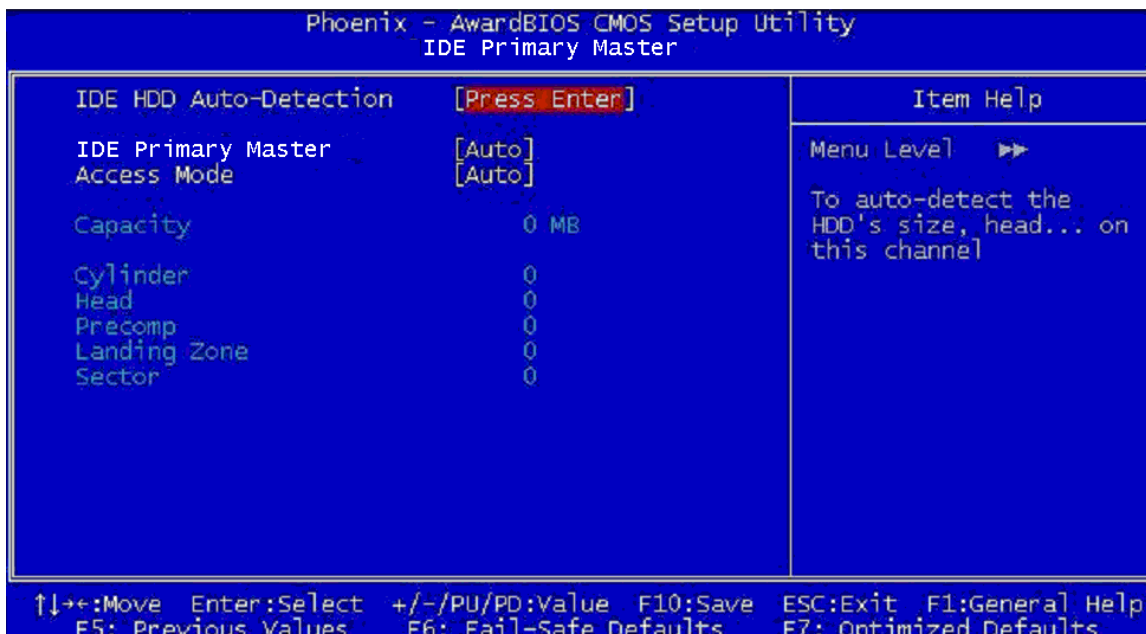 Phoenix - AwardBIOS CMOS Setup Utility
IDE Primary Master
IDE HDD Auto-Detection [Press Enter]
IDE Primary Master [Auto]
Access Mode [Auto]
Capacity 0 MB
Cylinder 0
Head 0
Precomp 0
Landing Zone 0
Sector 0
Item Help
Menu Level ►►
To auto-detect the
HDD's size, head... on
this channel
↑↓→←:Move Enter:Select +/-/PU/PD:Value F10:Save ESC:Exit F1:General Help
F5: Previous Values F6: Fail-Safe Defaults F7: Optimized Defaults